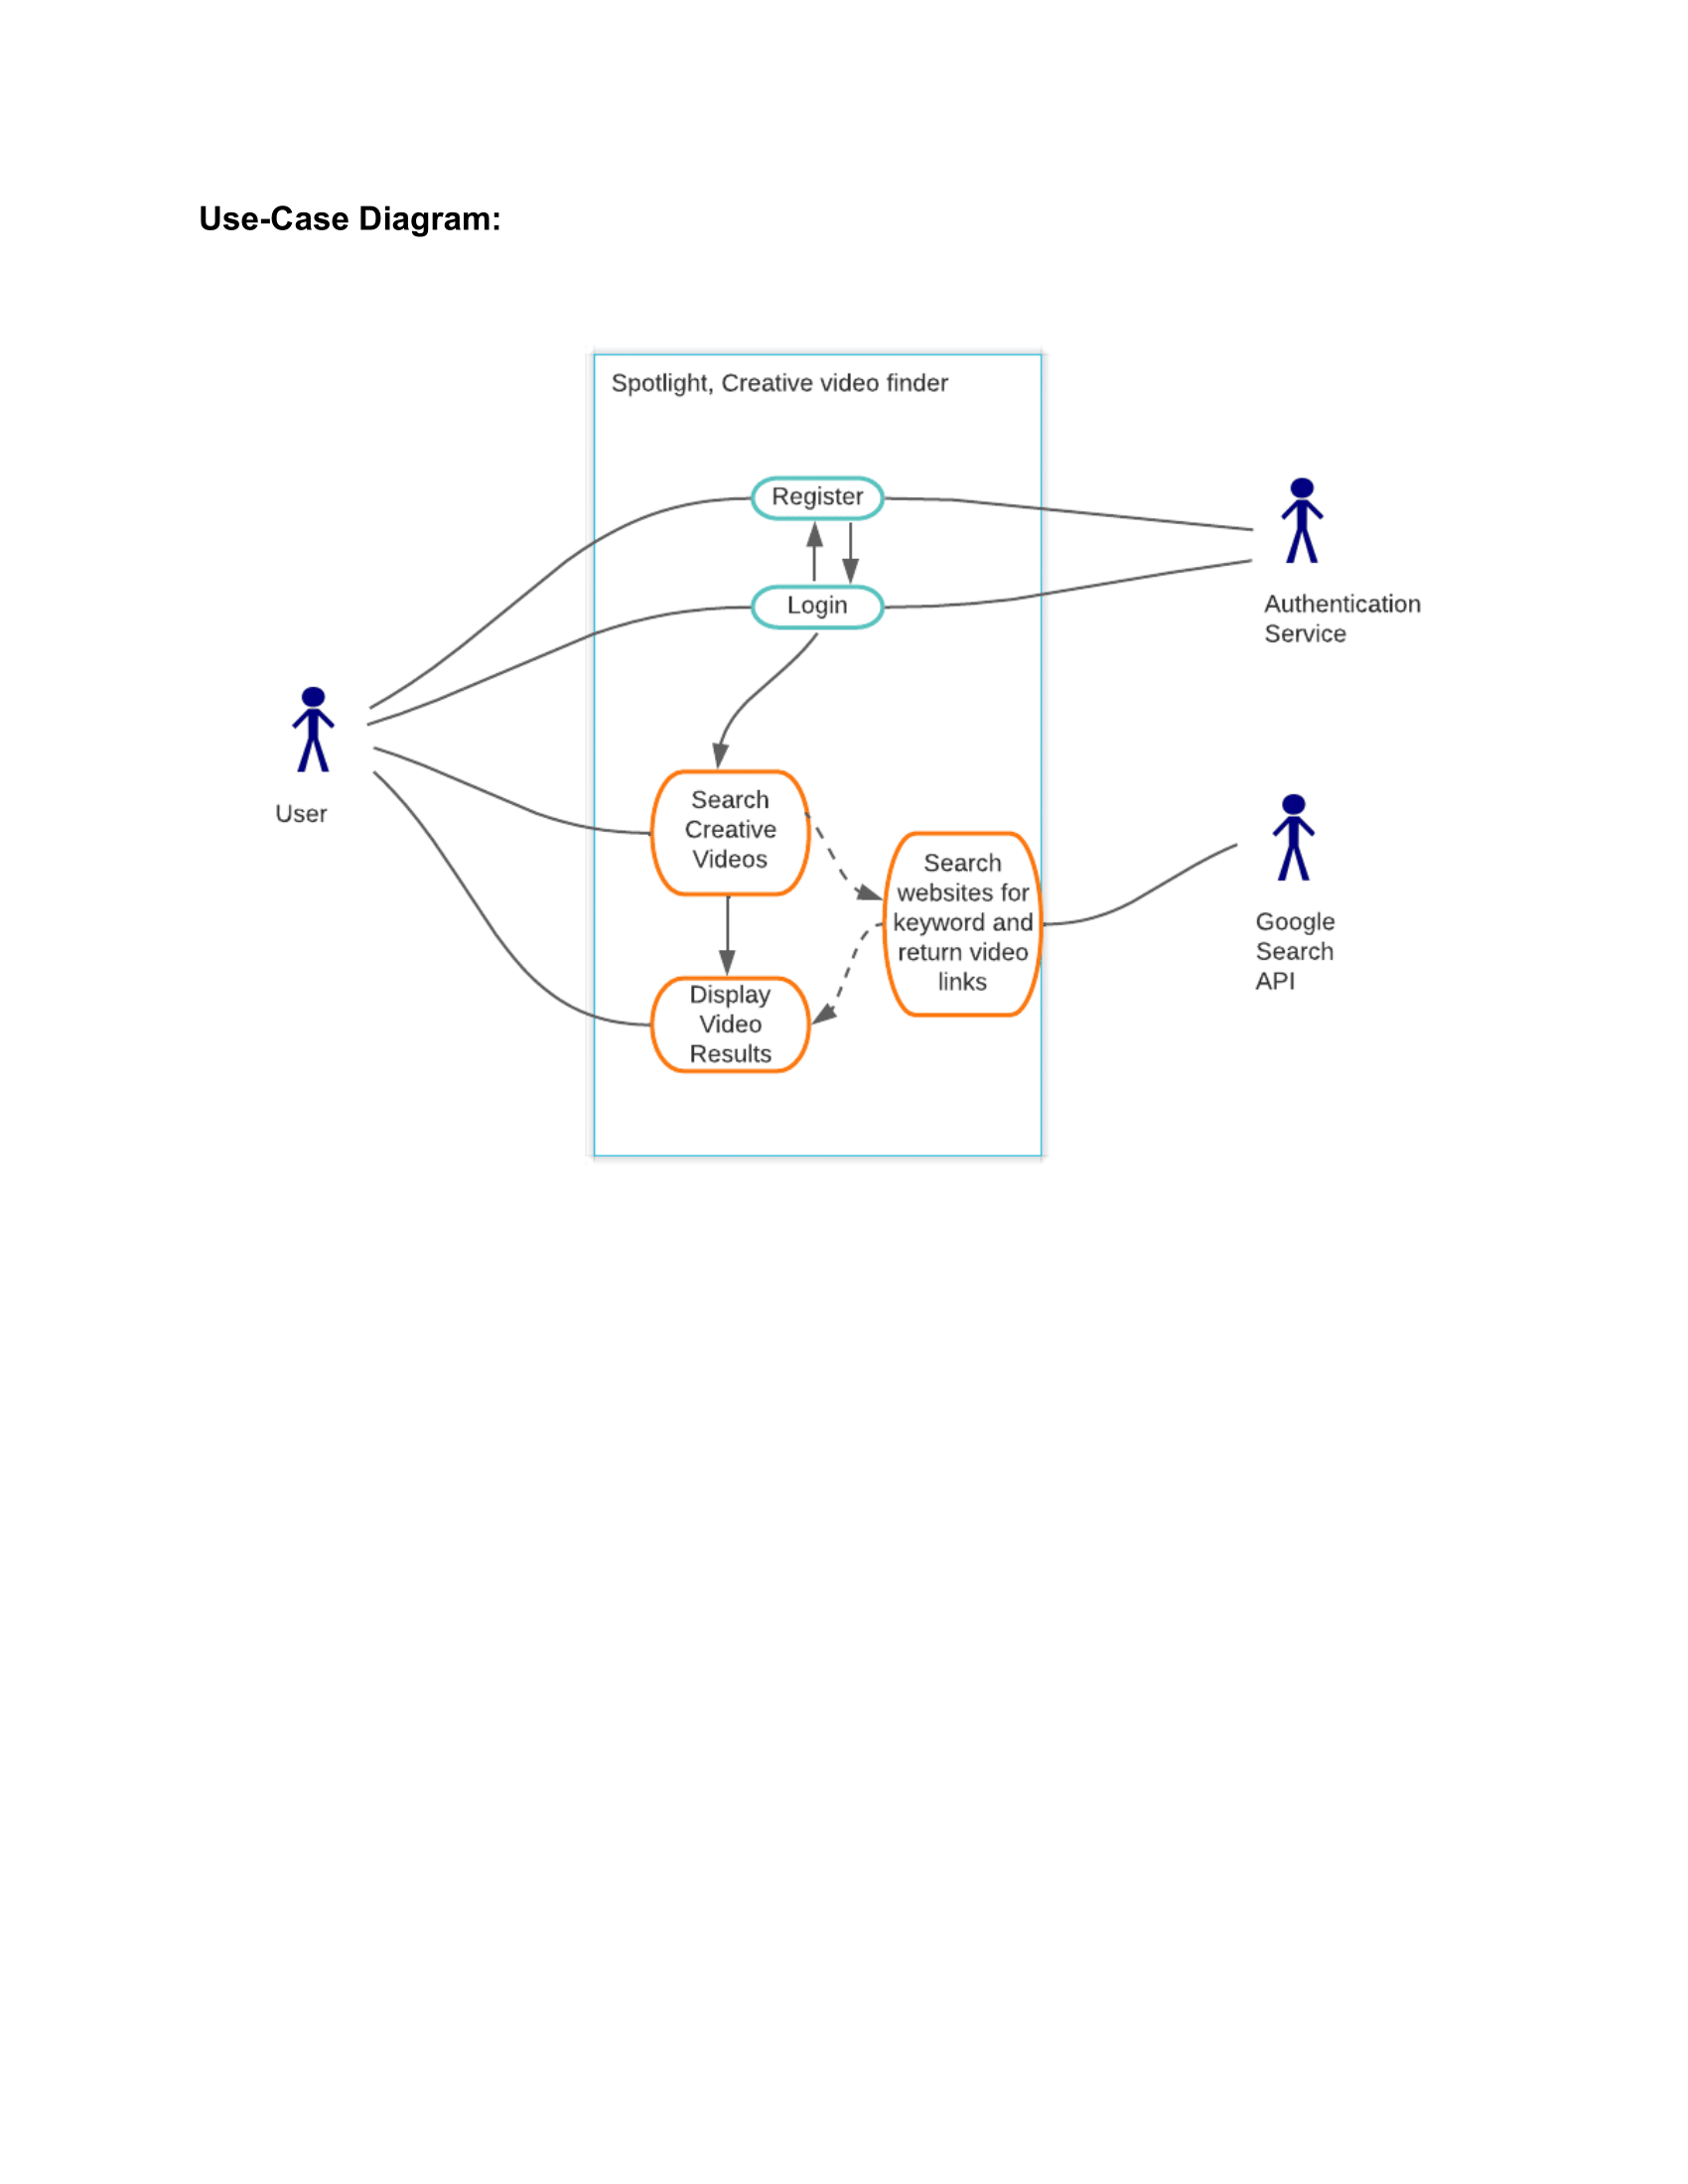 Use-Case Diagram:
Spotlight, Creative video finder
Register
Login
Authentication
Service
User
Search
Creative
Videos
Search
websites for
keyword and
return video
links
Google
Search
API
Display
Video
Results